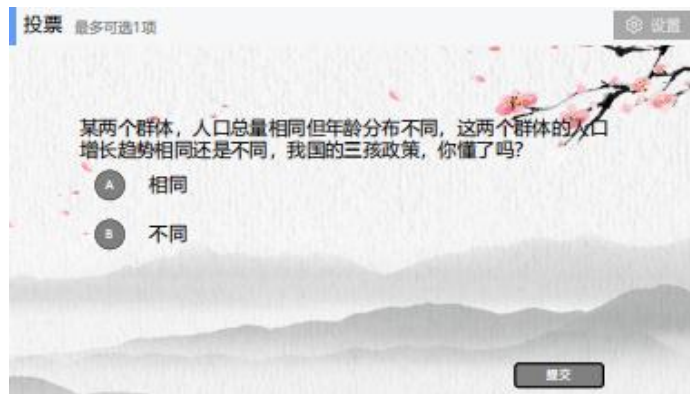 投票 最多可选1项
设置
某两个群体，人口总量相同但年龄分布不同，这两个群体的人口
增长趋势相同还是不同，我国的三孩政策，你懂了吗？
A 相同
B 不同
提交